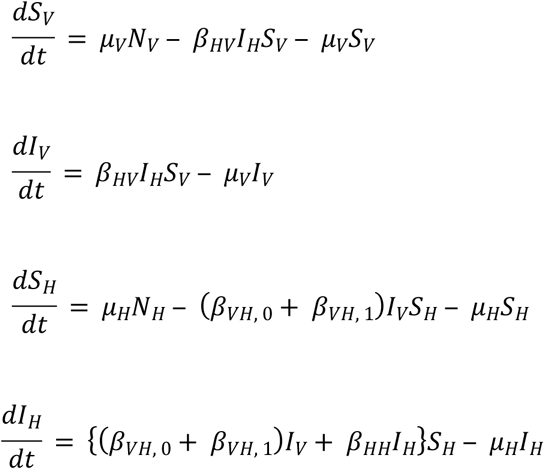 dS_V/dt = μ_V N_V – β_HV I_H S_V – μ_V S_V
dI_V/dt = β_HV I_H S_V – μ_V I_V
dS_H/dt = μ_H N_H – (β_VH, 0 + β_VH, 1) I_V S_H – μ_H S_H
dI_H/dt = {(β_VH, 0 + β_VH, 1) I_V + β_HH I_H} S_H – μ_H I_H